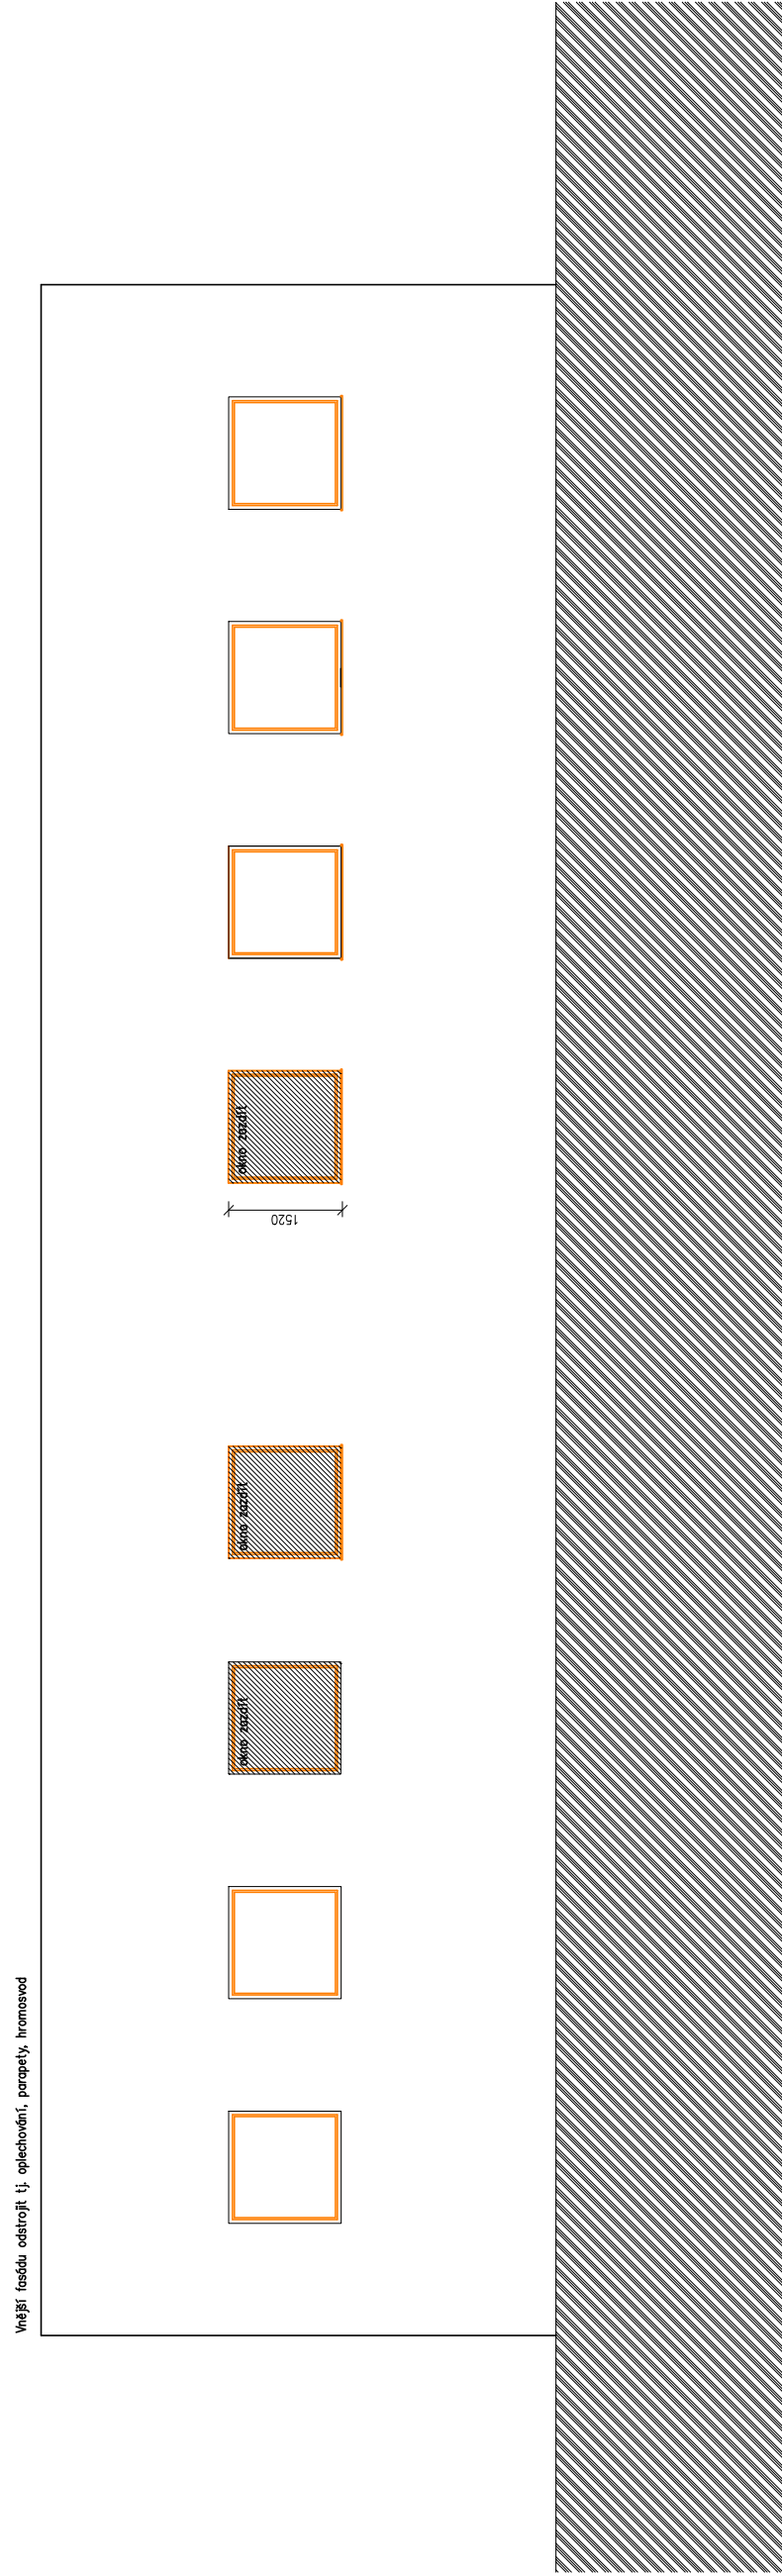 Vnější fasádu odstrojit tj. oplechování, parapety, hromosvod
okno zazdít
okno zazdít
okno zazdít
1520